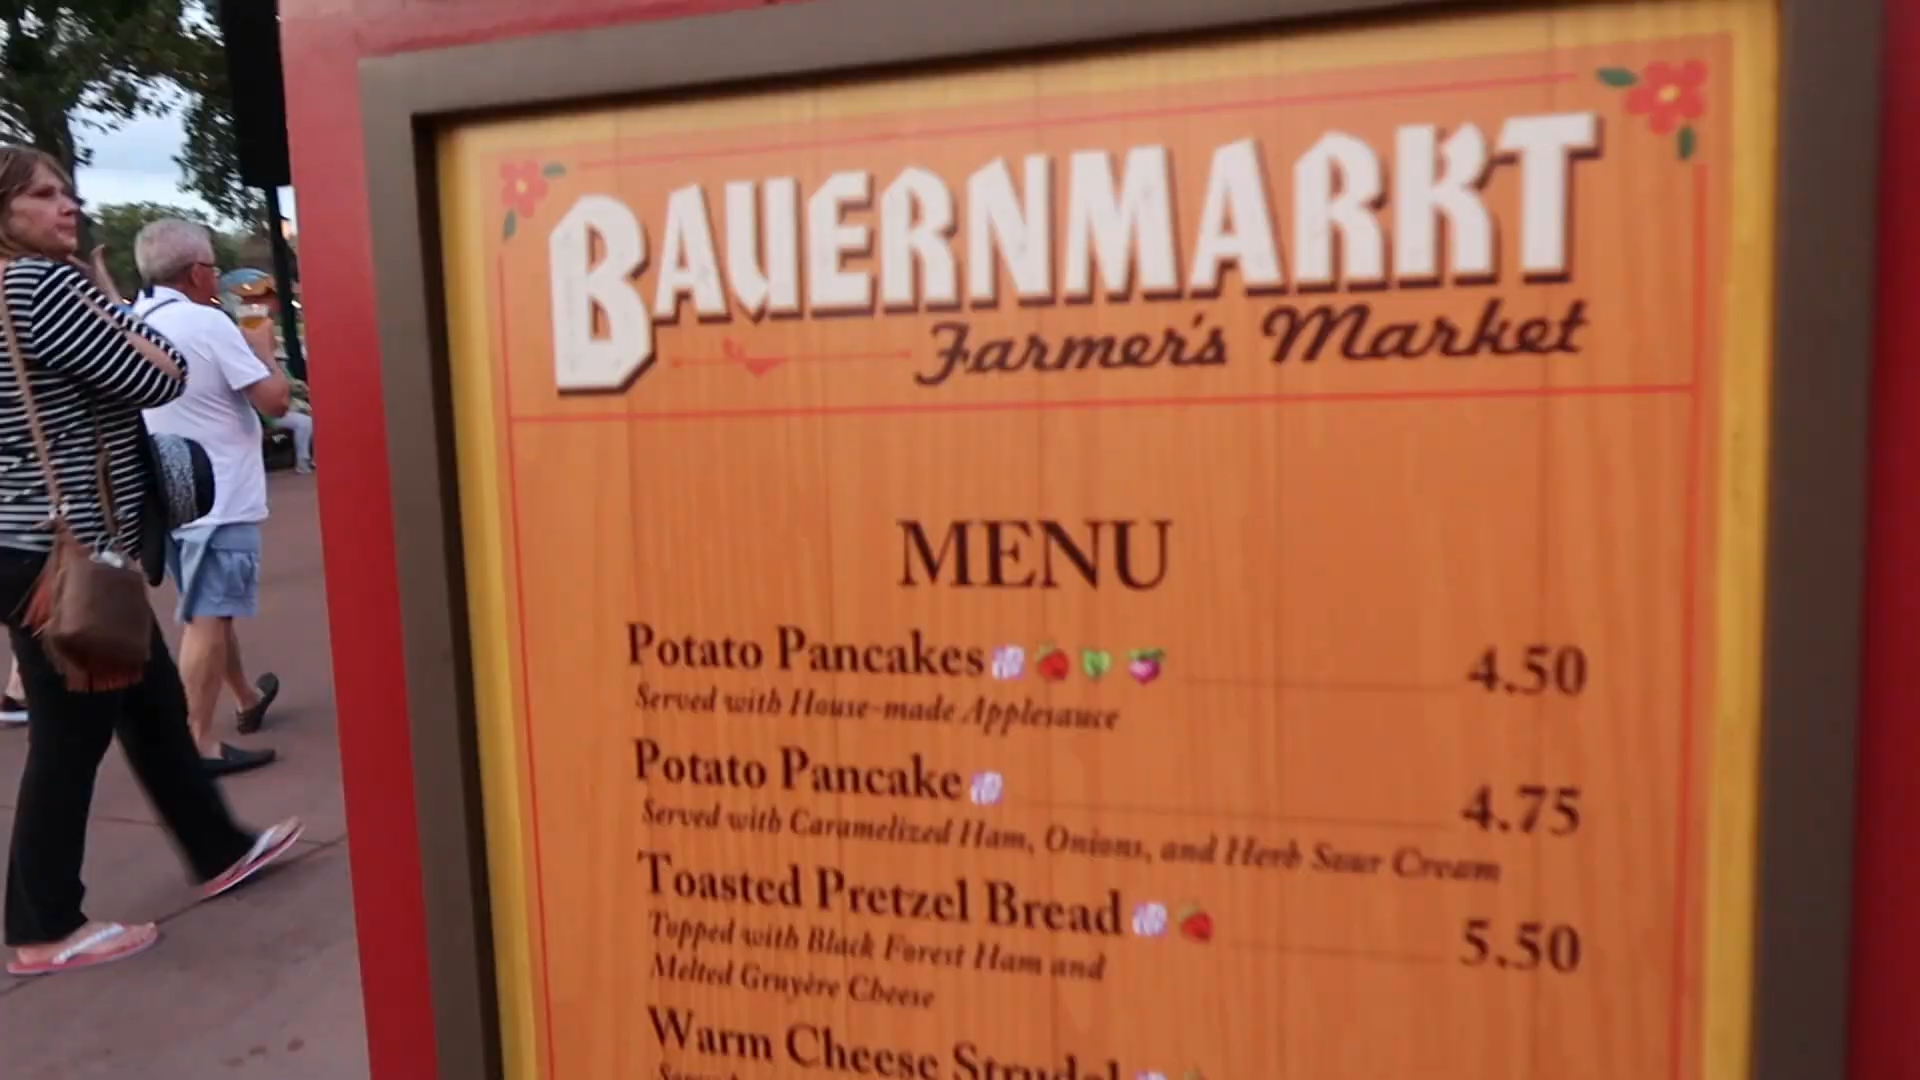 BAUERNMARKT
Farmer's Market
MENU
Potato Pancakes 4.50
Served with House-made Applesauce
Potato Pancake 4.75
Served with Caramelized Ham, Onions, and Herb Sour Cream
Toasted Pretzel Bread 5.50
Topped with Black Forest Ham and
Melted Gruyère Cheese
Warm Cheese Strudel